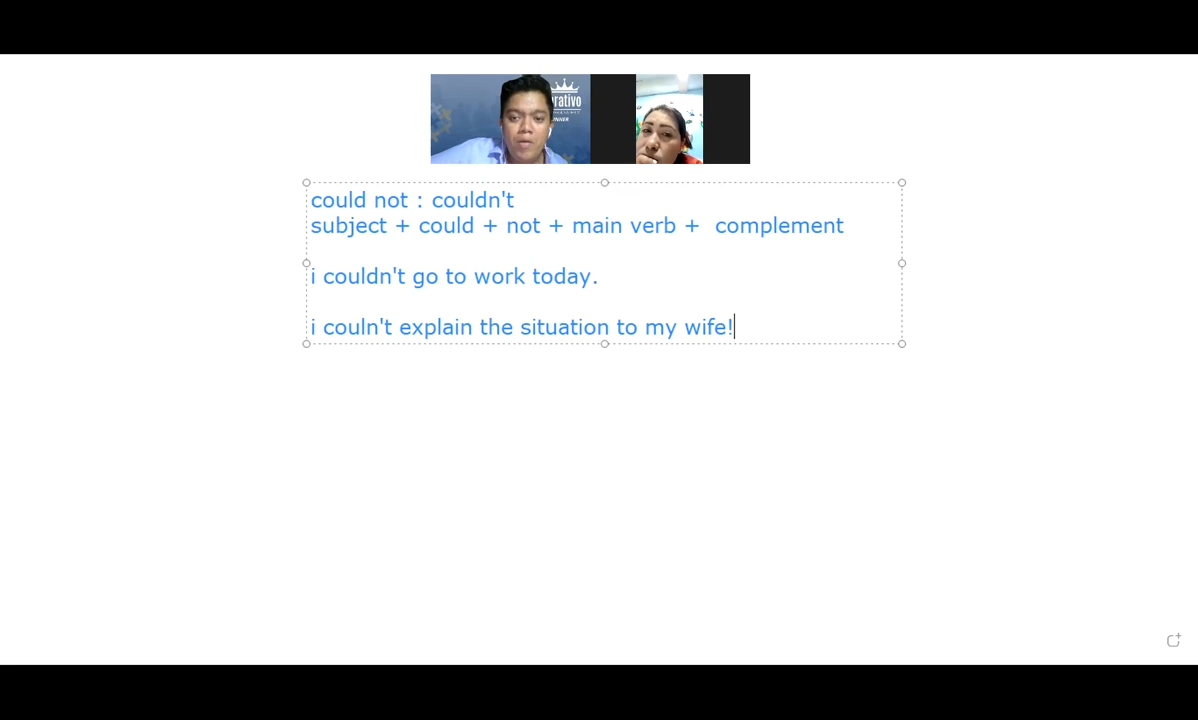 rativo
could not : couldn't
subject + could + not + main verb +  complement
i couldn't go to work today.
i couln't explain the situation to my wife!